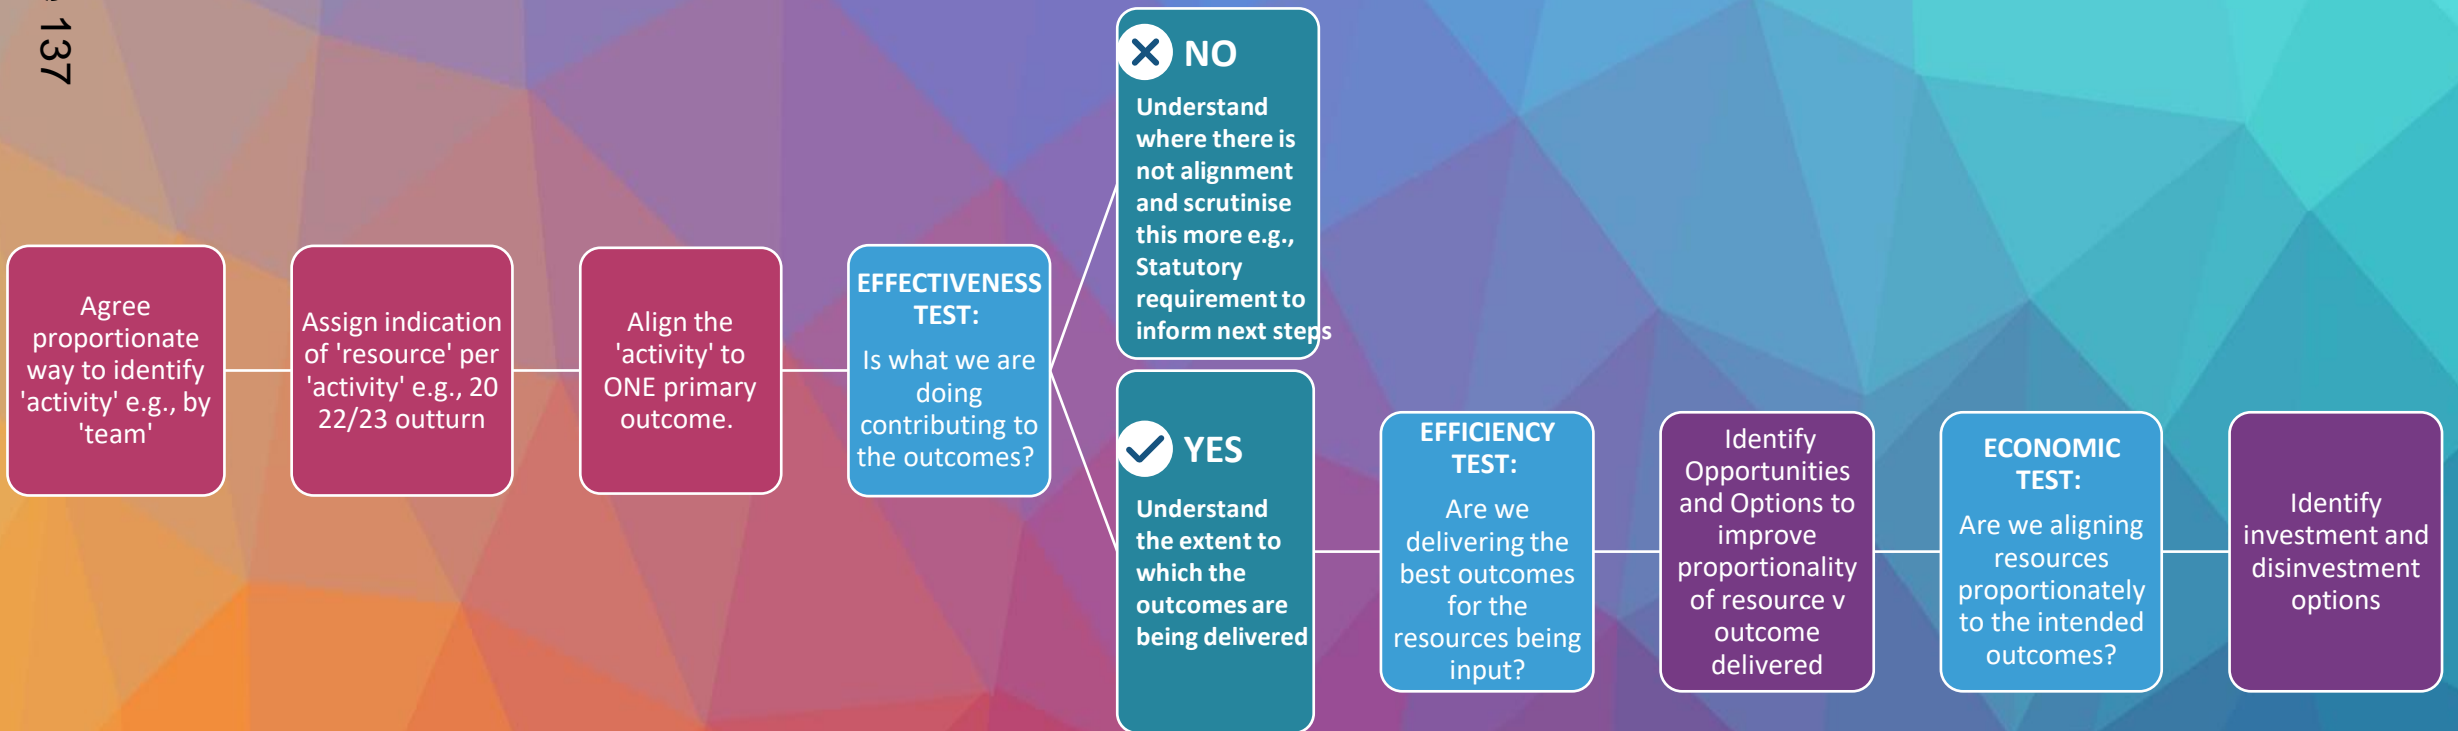 137
Agree
proportionate
way to identify
'activity' e.g., by
'team'
Assign indication
of 'resource' per
'activity' e.g., 20
22/23 outturn
Align the
'activity' to
ONE primary
outcome.
EFFECTIVENESS
TEST:
Is what we are
doing
contributing to
the outcomes?
NO
Understand
where there is
not alignment
and scrutinise
this more e.g.,
Statutory
requirement to
inform next steps
YES
Understand
the extent to
which the
outcomes are
being delivered
EFFICIENCY
TEST:
Are we
delivering the
best outcomes
for the
resources being
input?
Identify
Opportunities
and Options to
improve
proportionality
of resource v
outcome
delivered
ECONOMIC
TEST:
Are we aligning
resources
proportionately
to the intended
outcomes?
Identify
investment and
disinvestment
options